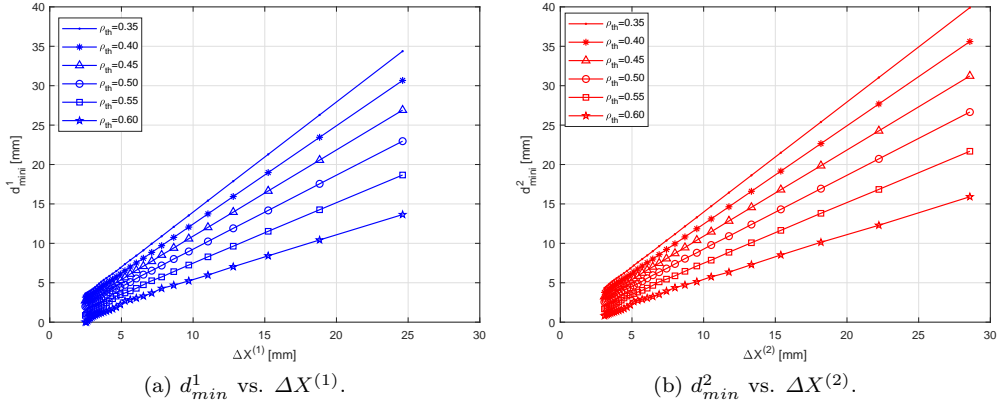 40
35
30
25
20
15
10
5
0
d¹mini [mm]
0 5 10 15 20 25 30
ΔX(1) [mm]
ρth=0.35
ρth=0.40
ρth=0.45
ρth=0.50
ρth=0.55
ρth=0.60
(a) d¹min vs. ΔX(1).
40
35
30
25
20
15
10
5
0
d²mini [mm]
0 5 10 15 20 25 30
ΔX(2) [mm]
ρth=0.35
ρth=0.40
ρth=0.45
ρth=0.50
ρth=0.55
ρth=0.60
(b) d²min vs. ΔX(2).